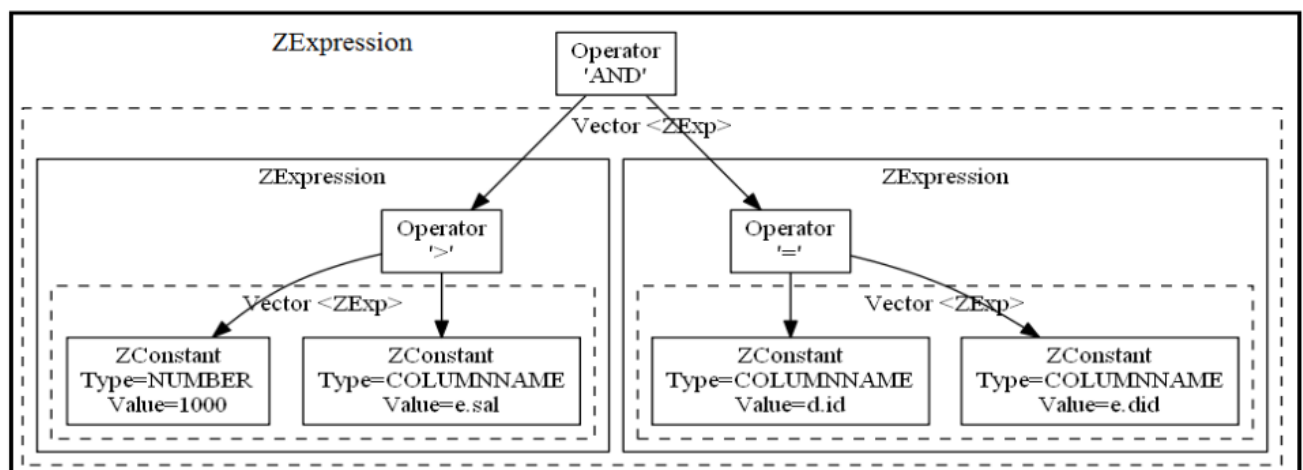 ZExpression
Operator
'AND'
Vector <ZExp>
ZExpression
ZExpression
Operator
'>'
Operator
'='
Vector <ZExp>
Vector <ZExp>
ZConstant
Type=NUMBER
Value=1000
ZConstant
Type=COLUMNNAME
Value=e.sal
ZConstant
Type=COLUMNNAME
Value=d.id
ZConstant
Type=COLUMNNAME
Value=e.did